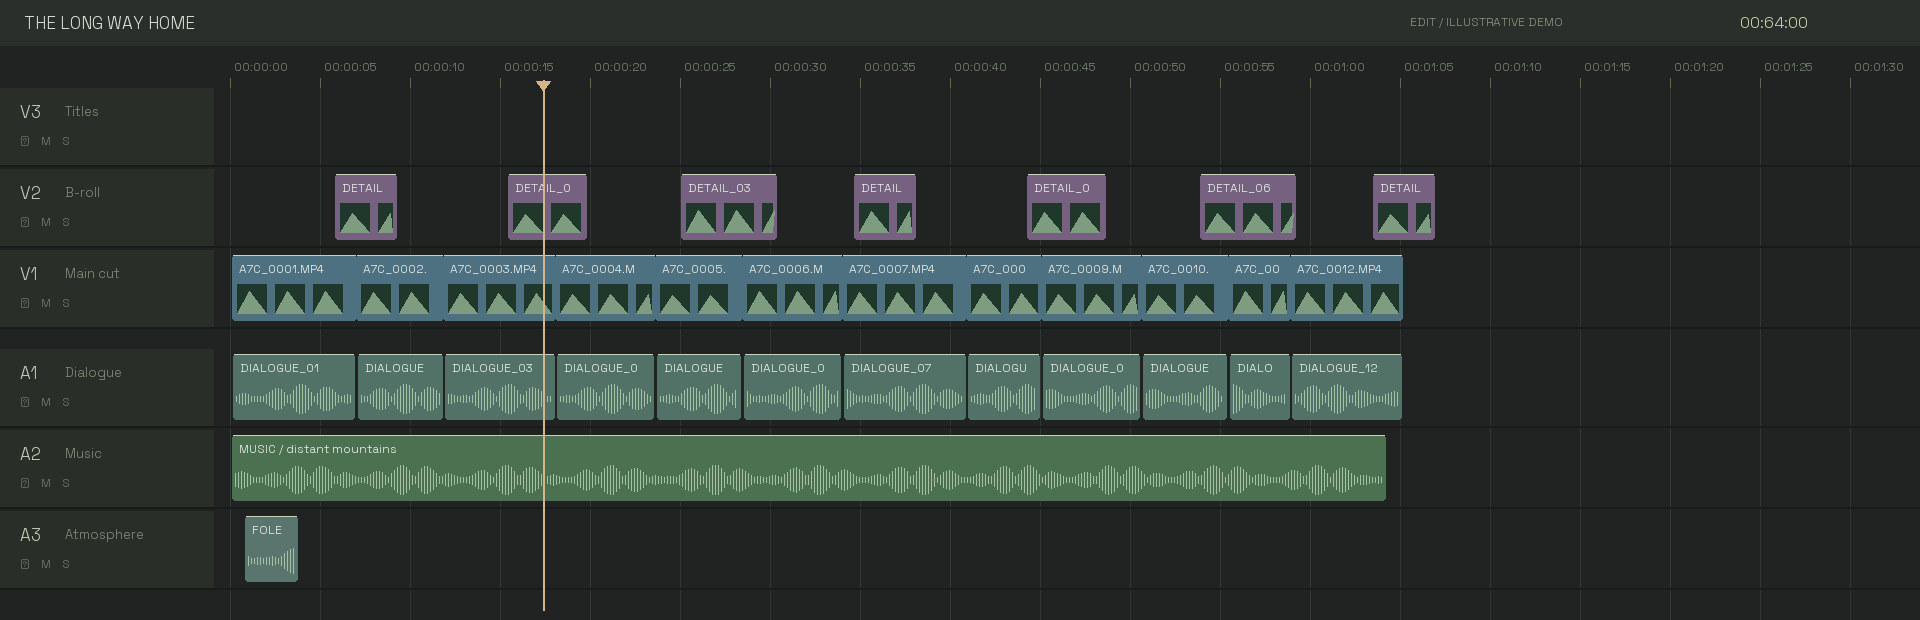 THE LONG WAY HOME
EDIT / ILLUSTRATIVE DEMO
00:64:00
00:00:00 00:00:05 00:00:10 00:00:15 00:00:20 00:00:25 00:00:30 00:00:35 00:00:40 00:00:45 00:00:50 00:00:55 00:01:00 00:01:05 00:01:10 00:01:15 00:01:20 00:01:25 00:01:30
V3 Titles
M S
V2 B-roll
M S
DETAIL DETAIL_0 DETAIL_03 DETAIL DETAIL_0 DETAIL_06 DETAIL
V1 Main cut
M S
A7C_0001.MP4 A7C_0002. A7C_0003.MP4 A7C_0004.M A7C_0005. A7C_0006.M A7C_0007.MP4 A7C_000 A7C_0009.M A7C_0010. A7C_00 A7C_0012.MP4
A1 Dialogue
M S
DIALOGUE_01 DIALOGUE DIALOGUE_03 DIALOGUE_0 DIALOGUE DIALOGUE_0 DIALOGUE_07 DIALOGU DIALOGUE_0 DIALOGUE DIALO DIALOGUE_12
A2 Music
M S
MUSIC / distant mountains
A3 Atmosphere
M S
FOLE